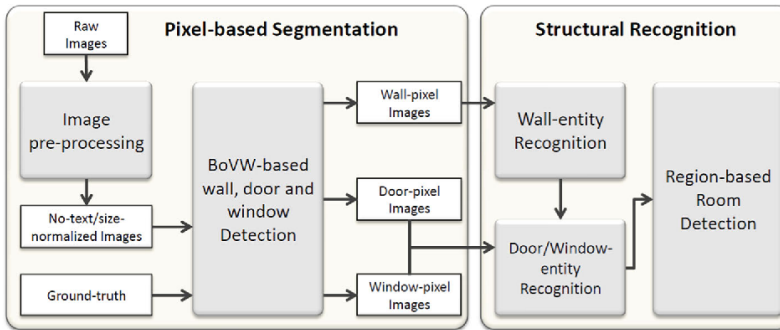 Pixel-based Segmentation
Raw
Images
Image
pre-processing
No-text/size-
normalized Images
Ground-truth
BoVW-based
wall, door and
window
Detection
Wall-pixel
Images
Door-pixel
Images
Window-pixel
Images
Structural Recognition
Wall-entity
Recognition
Door/Window-
entity
Recognition
Region-based
Room
Detection